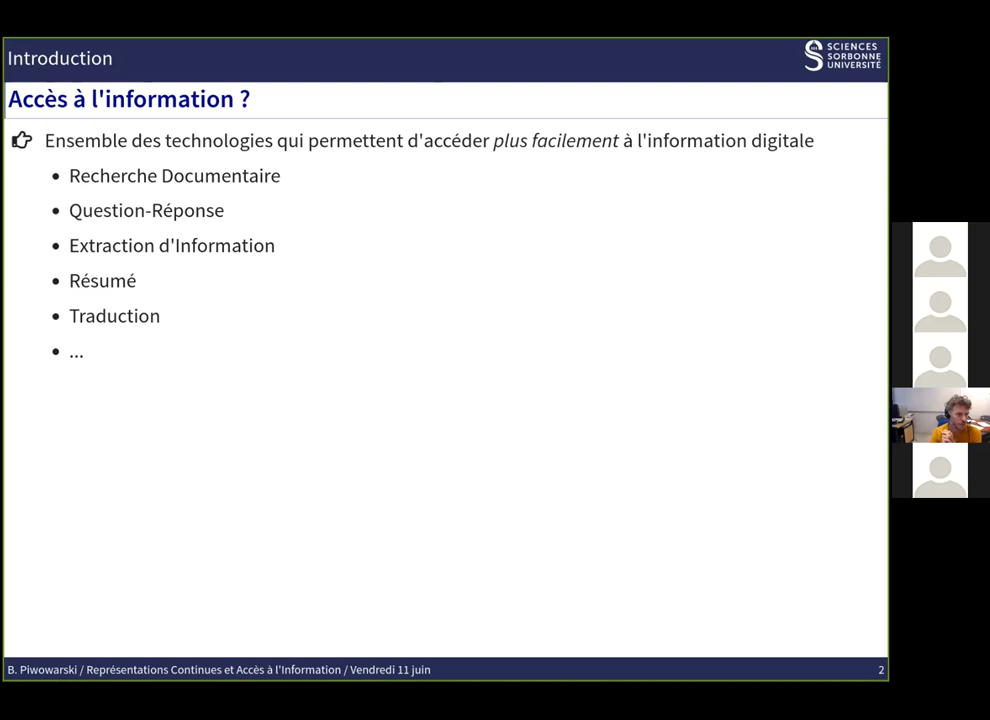 Introduction
SCIENCES
SORBONNE
UNIVERSITÉ
Accès à l'information ?
Ensemble des technologies qui permettent d'accéder plus facilement à l'information digitale
• Recherche Documentaire
• Question-Réponse
• Extraction d'Information
• Résumé
• Traduction
• ...
B. Piwowarski / Représentations Continues et Accès à l'Information / Vendredi 11 juin
2